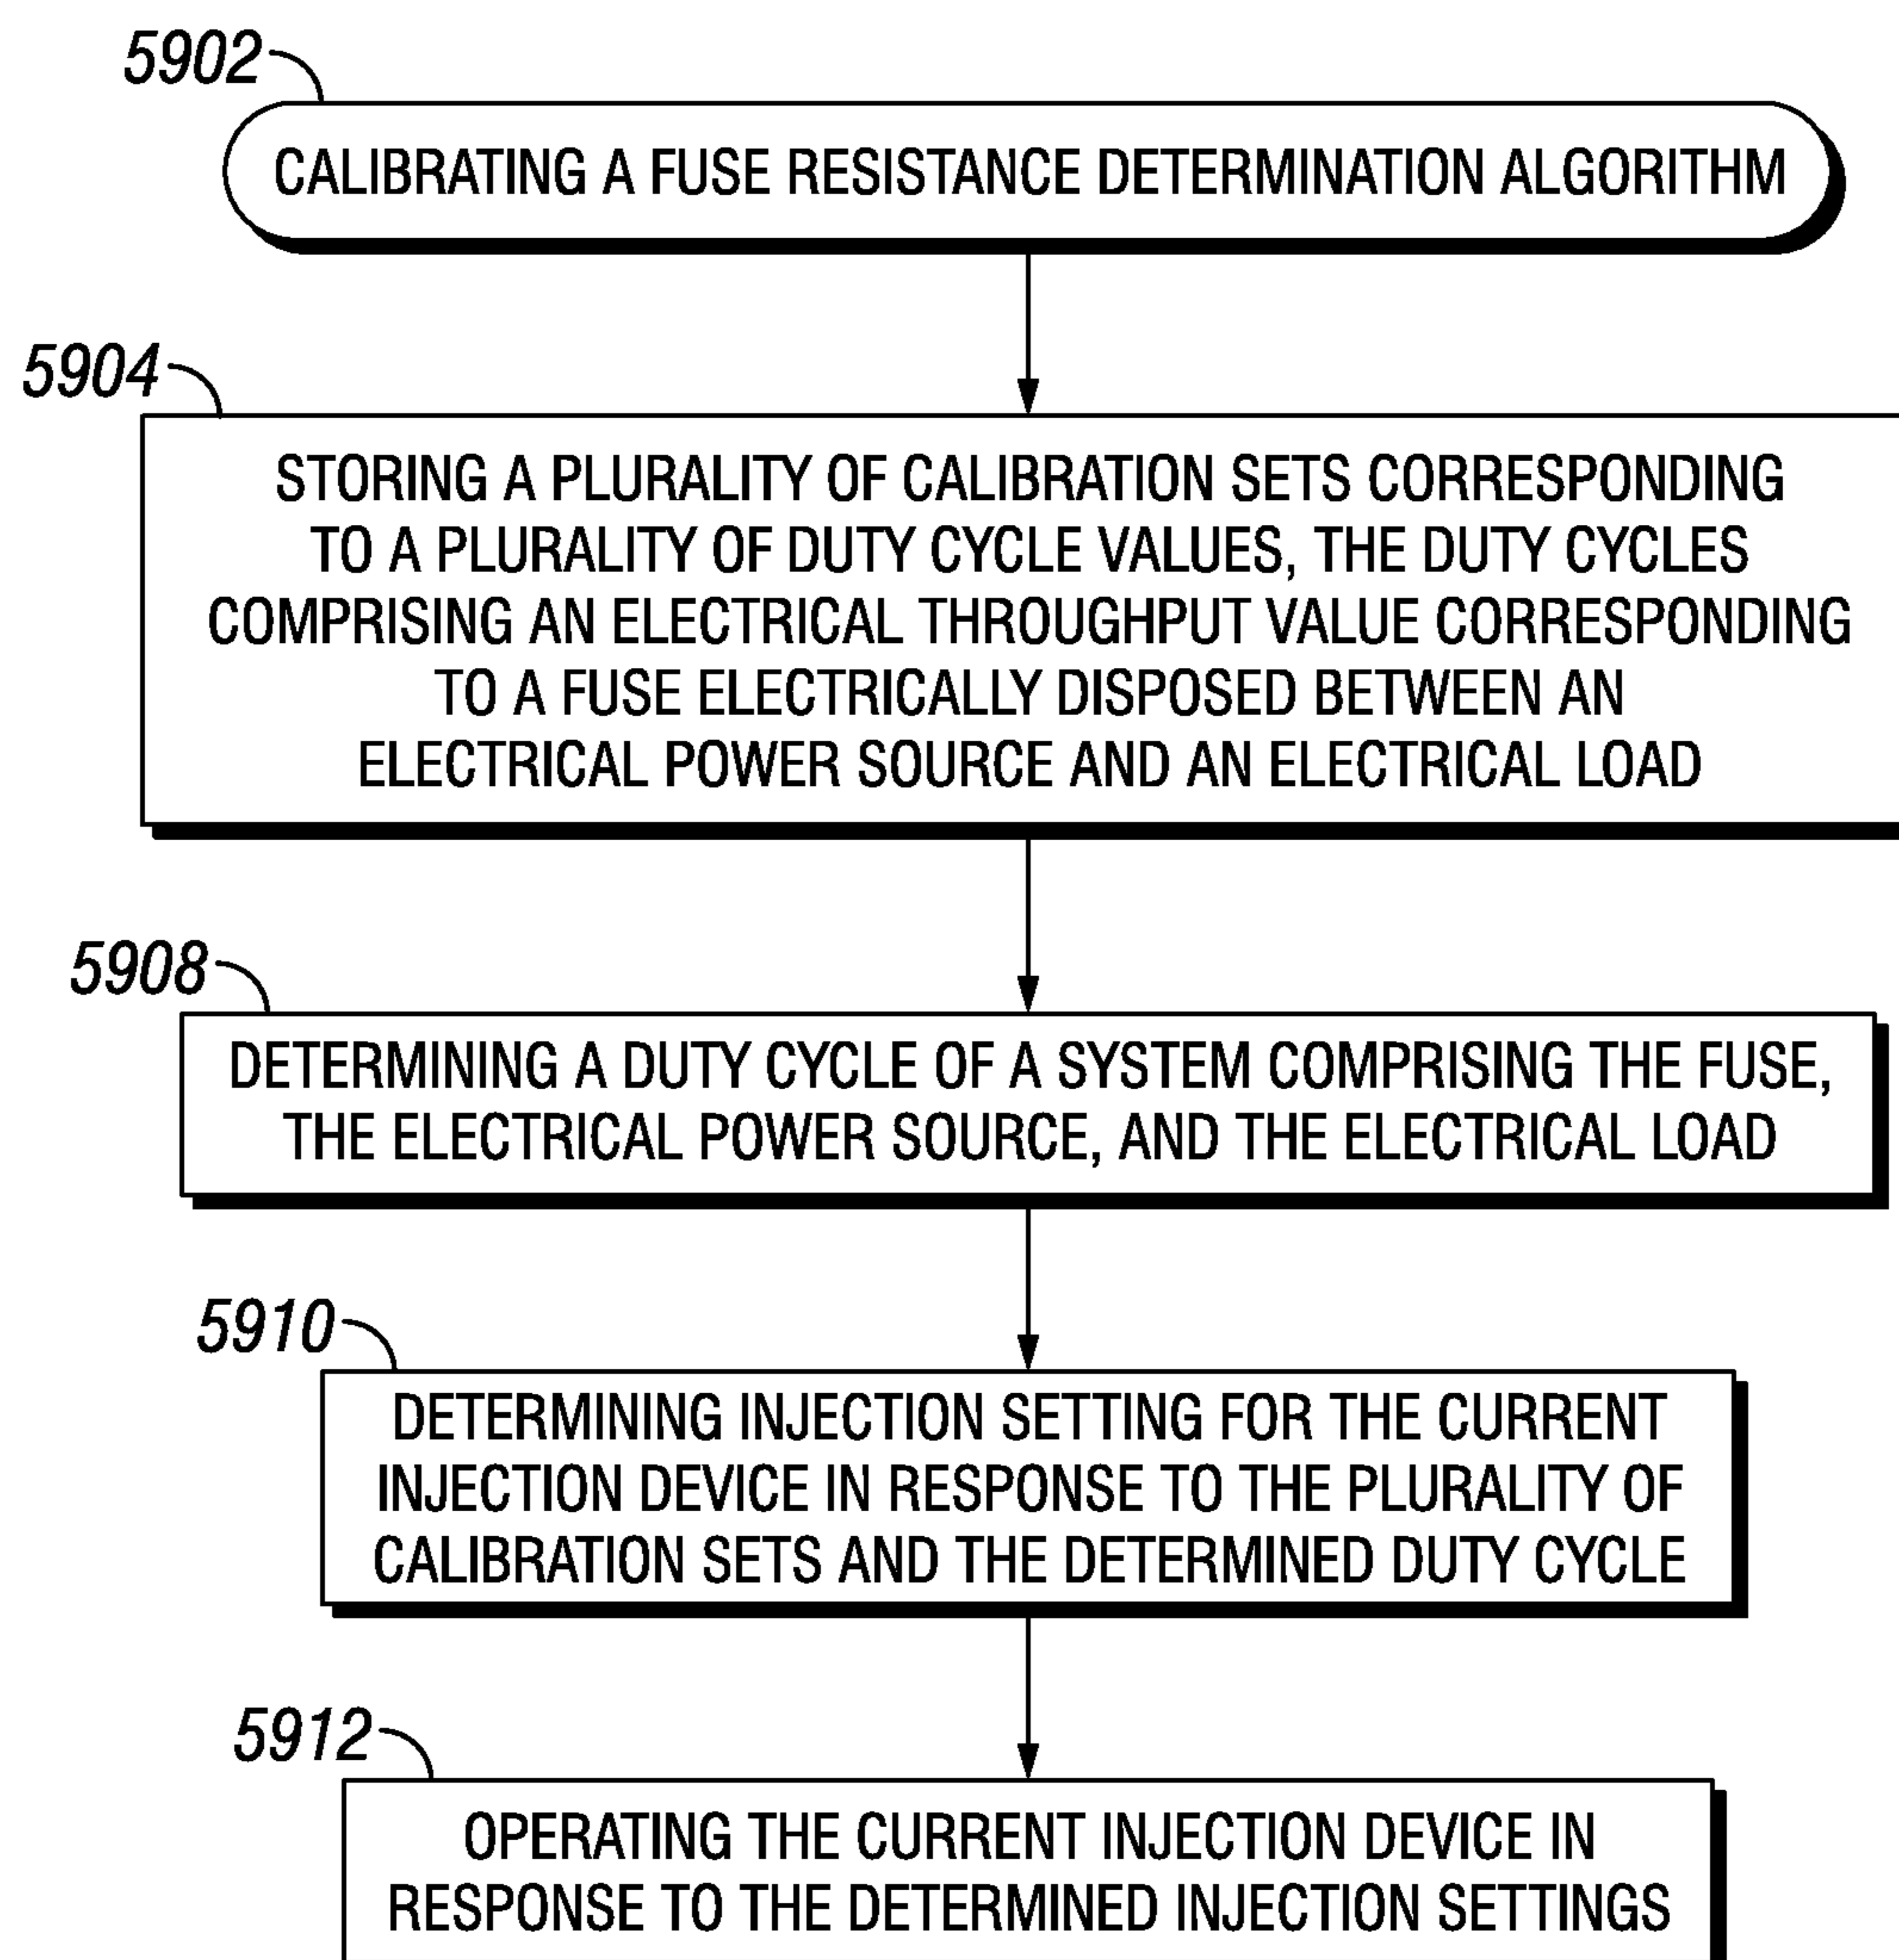 5902
CALIBRATING A FUSE RESISTANCE DETERMINATION ALGORITHM
5904
STORING A PLURALITY OF CALIBRATION SETS CORRESPONDING
TO A PLURALITY OF DUTY CYCLE VALUES, THE DUTY CYCLES
COMPRISING AN ELECTRICAL THROUGHPUT VALUE CORRESPONDING
TO A FUSE ELECTRICALLY DISPOSED BETWEEN AN
ELECTRICAL POWER SOURCE AND AN ELECTRICAL LOAD
5908
DETERMINING A DUTY CYCLE OF A SYSTEM COMPRISING THE FUSE,
THE ELECTRICAL POWER SOURCE, AND THE ELECTRICAL LOAD
5910
DETERMINING INJECTION SETTING FOR THE CURRENT
INJECTION DEVICE IN RESPONSE TO THE PLURALITY OF
CALIBRATION SETS AND THE DETERMINED DUTY CYCLE
5912
OPERATING THE CURRENT INJECTION DEVICE IN
RESPONSE TO THE DETERMINED INJECTION SETTINGS